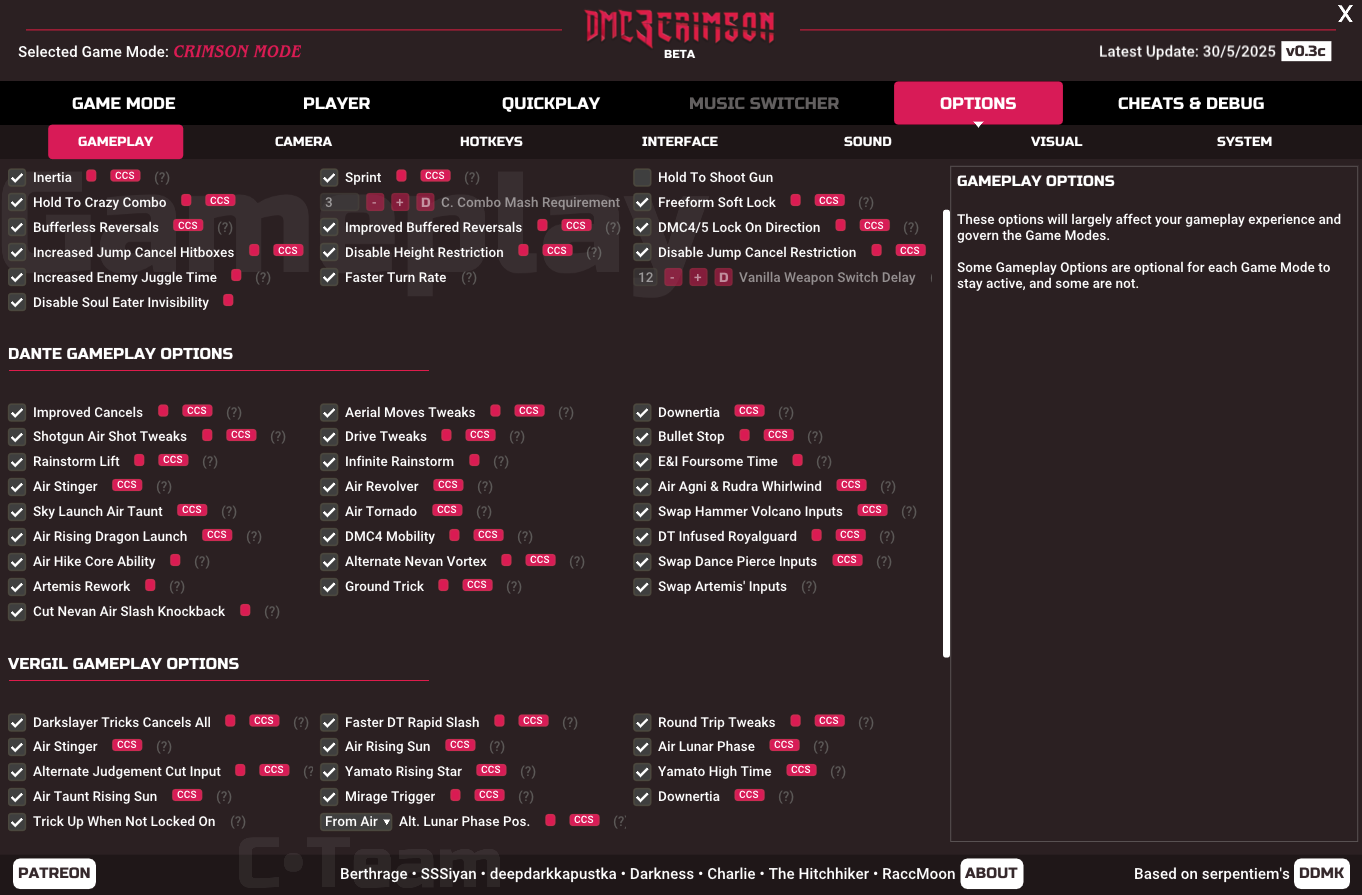 X
DMC3CRIMSON
BETA
Selected Game Mode: CRIMSON MODE
Latest Update: 30/5/2025 v0.3c
GAME MODE PLAYER QUICKPLAY MUSIC SWITCHER OPTIONS CHEATS & DEBUG
GAMEPLAY CAMERA HOTKEYS INTERFACE SOUND VISUAL SYSTEM
Gameplay
Inertia CCS (?) Sprint CCS (?) Hold To Shoot Gun
Hold To Crazy Combo CCS 3 - + D C. Combo Mash Requirement Freeform Soft Lock CCS (?)
Bufferless Reversals CCS (?) Improved Buffered Reversals CCS (?) DMC4/5 Lock On Direction CCS (?)
Increased Jump Cancel Hitboxes CCS Disable Height Restriction CCS (?) Disable Jump Cancel Restriction CCS
Increased Enemy Juggle Time (?) Faster Turn Rate (?) 12 - + D Vanilla Weapon Switch Delay (
Disable Soul Eater Invisibility
GAMEPLAY OPTIONS
These options will largely affect your gameplay experience and
govern the Game Modes.
Some Gameplay Options are optional for each Game Mode to
stay active, and some are not.
DANTE GAMEPLAY OPTIONS
Improved Cancels CCS (?) Aerial Moves Tweaks CCS (?) Downertia CCS (?)
Shotgun Air Shot Tweaks CCS (?) Drive Tweaks CCS (?) Bullet Stop CCS (?)
Rainstorm Lift CCS (?) Infinite Rainstorm (?) E&I Foursome Time (?)
Air Stinger CCS (?) Air Revolver CCS (?) Air Agni & Rudra Whirlwind CCS (?)
Sky Launch Air Taunt CCS (?) Air Tornado CCS (?) Swap Hammer Volcano Inputs CCS (?)
Air Rising Dragon Launch CCS (?) DMC4 Mobility CCS (?) DT Infused Royalguard CCS (?)
Air Hike Core Ability (?) Alternate Nevan Vortex CCS (?) Swap Dance Pierce Inputs CCS (?)
Artemis Rework (?) Ground Trick CCS (?) Swap Artemis' Inputs (?)
Cut Nevan Air Slash Knockback (?)
VERGIL GAMEPLAY OPTIONS
Darkslayer Tricks Cancels All CCS (?) Faster DT Rapid Slash CCS (?) Round Trip Tweaks CCS (?)
Air Stinger CCS (?) Air Rising Sun CCS (?) Air Lunar Phase CCS (?)
Alternate Judgement Cut Input CCS (? Yamato Rising Star CCS (?) Yamato High Time CCS (?)
Air Taunt Rising Sun CCS (?) Mirage Trigger CCS (?) Downertia CCS (?)
Trick Up When Not Locked On (?) From Air Alt. Lunar Phase Pos. CCS (?
C•Team
PATREON Berthrage • SSSiyan • deepdarkkapustka • Darkness • Charlie • The Hitchhiker • RaccMoon ABOUT Based on serpentiem's DDMK